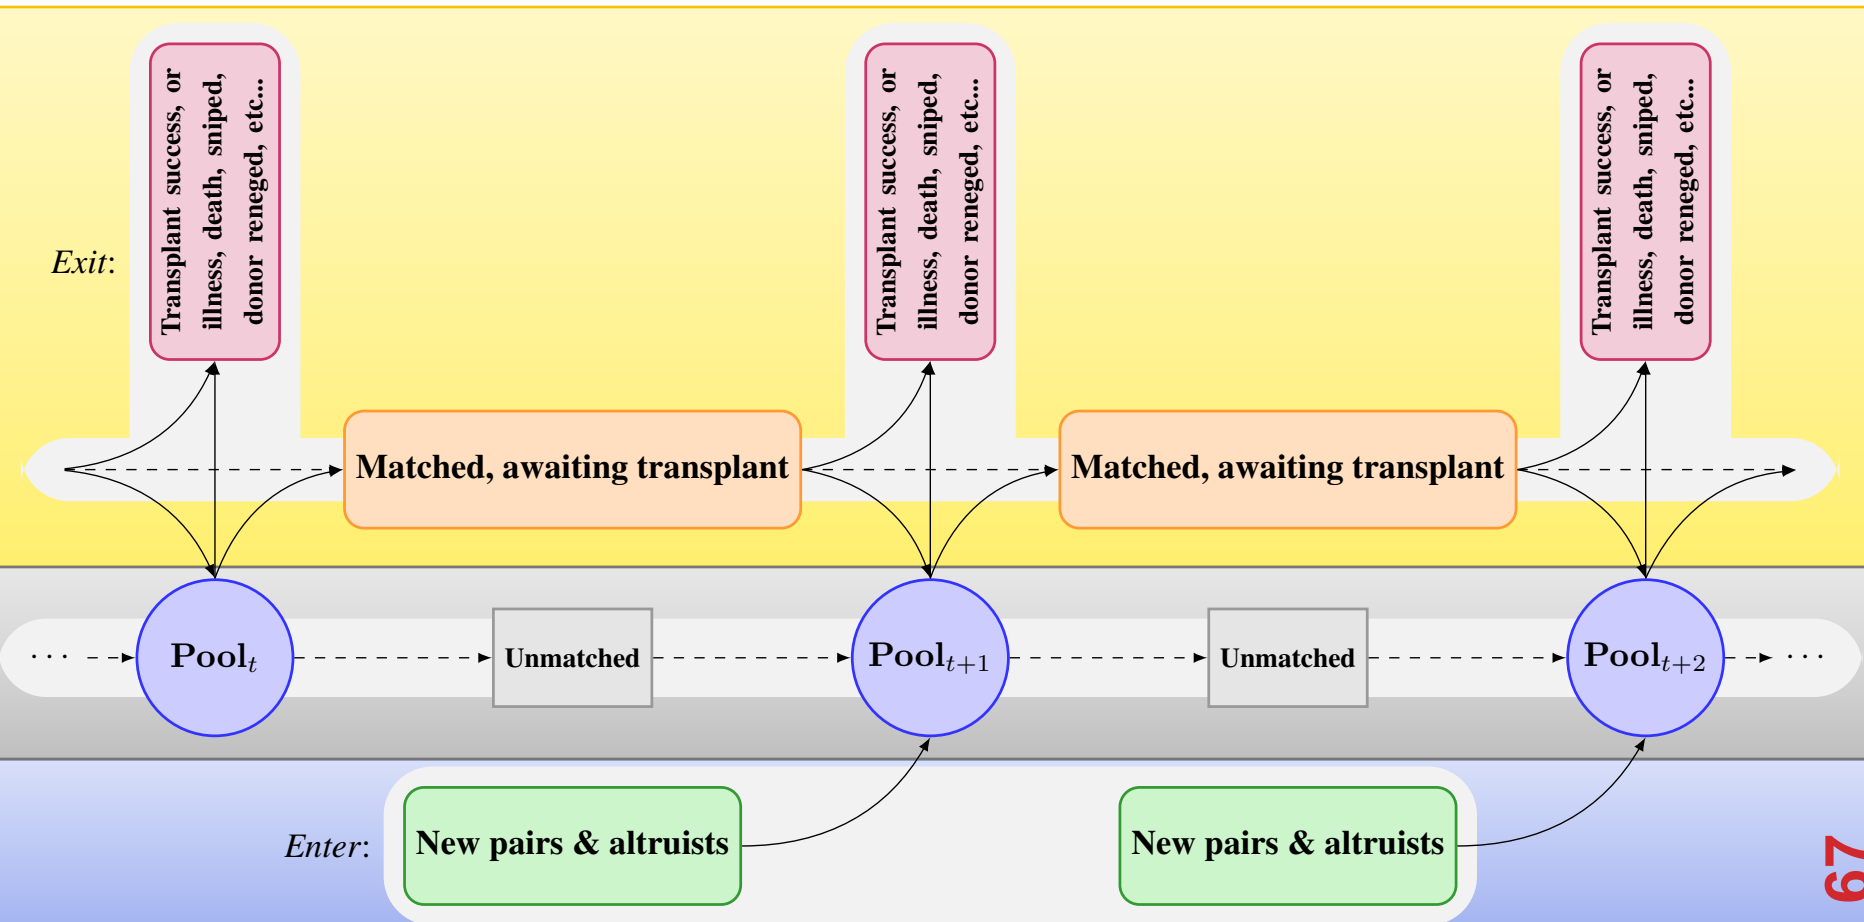 Transplant success, or
illness, death, sniped,
donor reneged, etc...
Transplant success, or
illness, death, sniped,
donor reneged, etc...
Transplant success, or
illness, death, sniped,
donor reneged, etc...
Exit:
Matched, awaiting transplant
Matched, awaiting transplant
··· Pool_t Unmatched Pool_{t+1} Unmatched Pool_{t+2} ···
Enter: New pairs & altruists New pairs & altruists
67